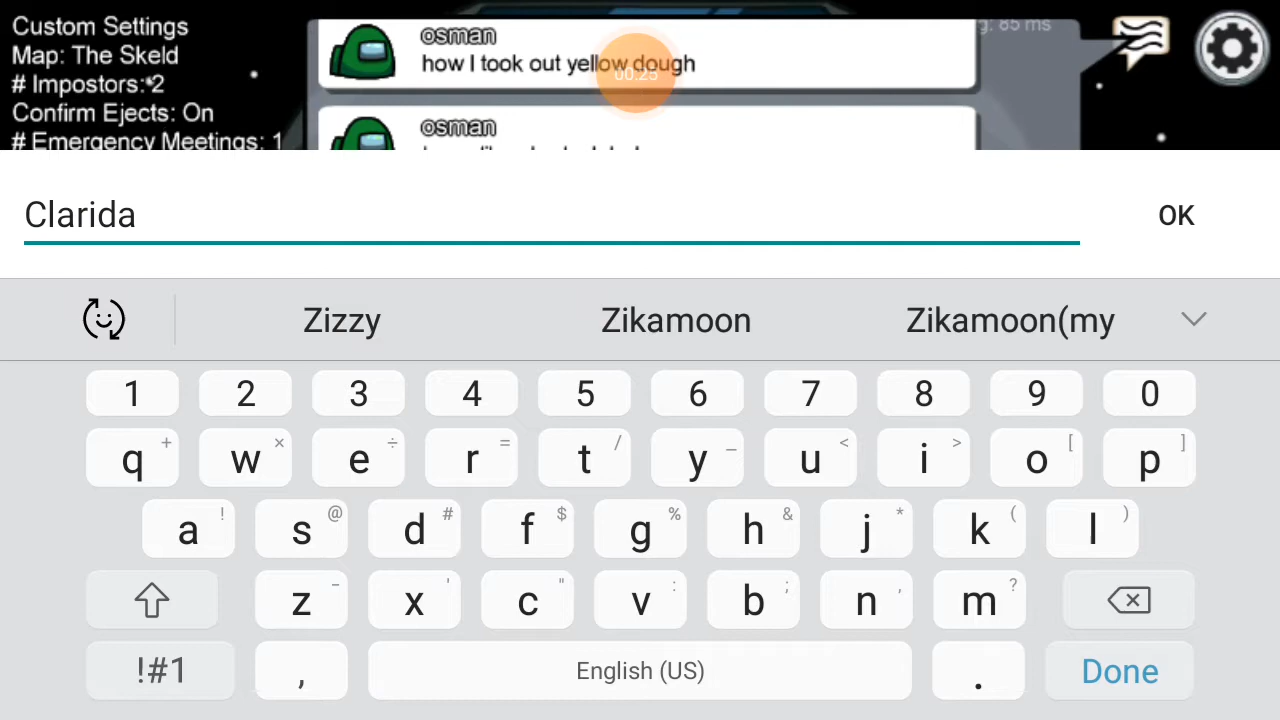 Custom Settings
Map: The Skeld
# Impostors: 2
Confirm Ejects: On
# Emergency Meetings: 1
osman
how I took out yellow dough
00:25
g: 85 ms
osman
Clarida
OK
Zizzy
Zikamoon
Zikamoon(my
1 2 3 4 5 6 7 8 9 0
q + w × e ÷ r = t / y _ u < i > o [ p ]
a ! s @ d # f $ g % h & j * k ( l )
z - x ' c " v : b ; n , m ?
!#1 , English (US) . Done